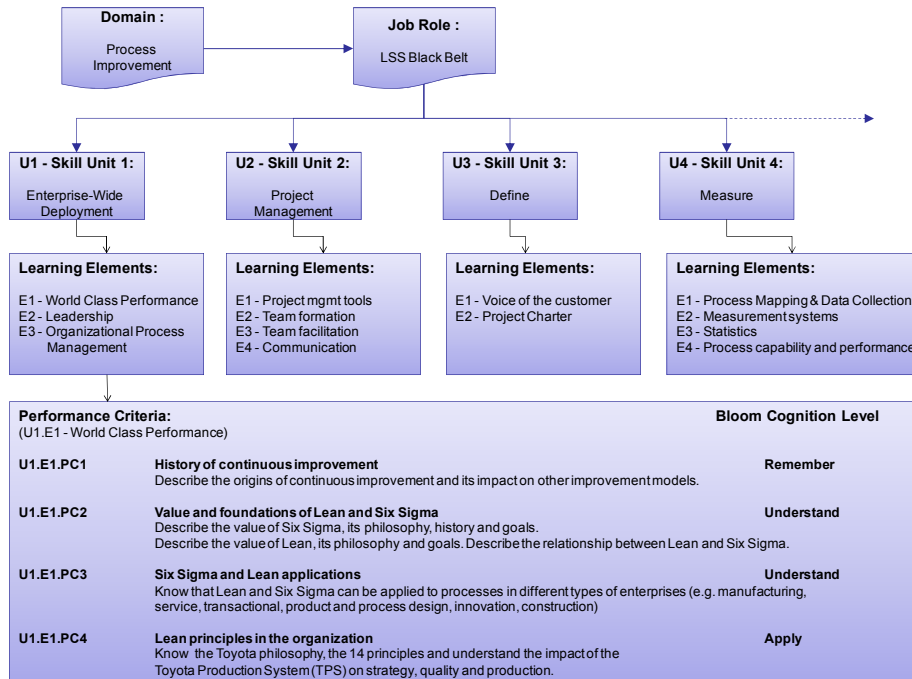 Domain :
Process
Improvement
Job Role :
LSS Black Belt
U1 - Skill Unit 1:
Enterprise-Wide
Deployment
U2 - Skill Unit 2:
Project
Management
U3 - Skill Unit 3:
Define
U4 - Skill Unit 4:
Measure
Learning Elements:
E1 - World Class Performance
E2 - Leadership
E3 - Organizational Process
Management
Learning Elements:
E1 - Project mgmt tools
E2 - Team formation
E3 - Team facilitation
E4 - Communication
Learning Elements:
E1 - Voice of the customer
E2 - Project Charter
Learning Elements:
E1 - Process Mapping & Data Collection
E2 - Measurement systems
E3 - Statistics
E4 - Process capability and performance
Performance Criteria: Bloom Cognition Level
(U1.E1 - World Class Performance)
U1.E1.PC1 History of continuous improvement Remember
Describe the origins of continuous improvement and its impact on other improvement models.
U1.E1.PC2 Value and foundations of Lean and Six Sigma Understand
Describe the value of Six Sigma, its philosophy, history and goals.
Describe the value of Lean, its philosophy and goals. Describe the relationship between Lean and Six Sigma.
U1.E1.PC3 Six Sigma and Lean applications Understand
Know that Lean and Six Sigma can be applied to processes in different types of enterprises (e.g. manufacturing,
service, transactional, product and process design, innovation, construction)
U1.E1.PC4 Lean principles in the organization Apply
Know the Toyota philosophy, the 14 principles and understand the impact of the
Toyota Production System (TPS) on strategy, quality and production.